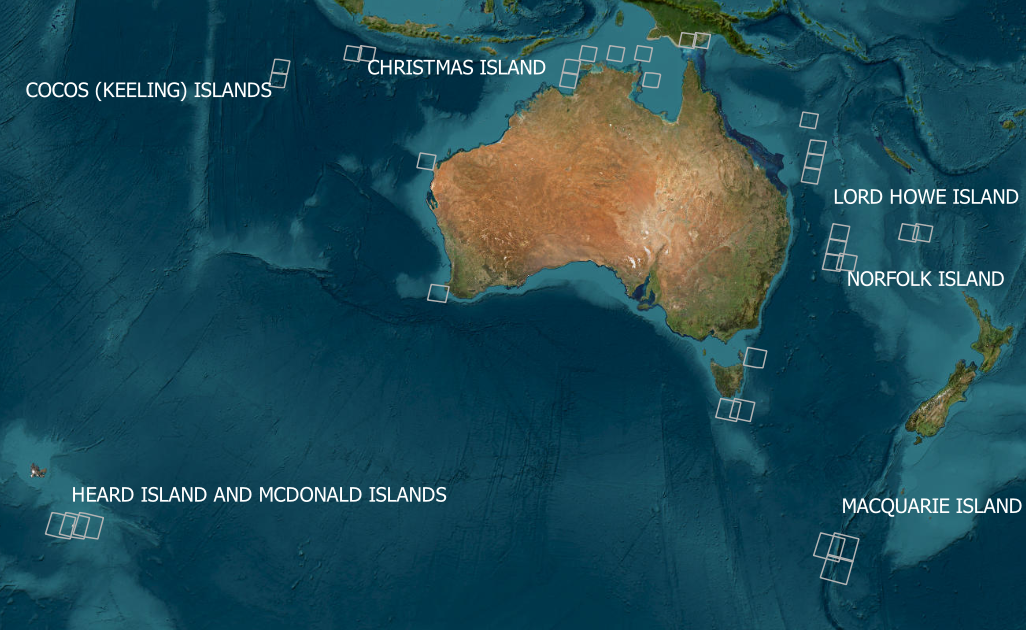 CHRISTMAS ISLAND
COCOS (KEELING) ISLANDS
LORD HOWE ISLAND
NORFOLK ISLAND
HEARD ISLAND AND MCDONALD ISLANDS
MACQUARIE ISLAND